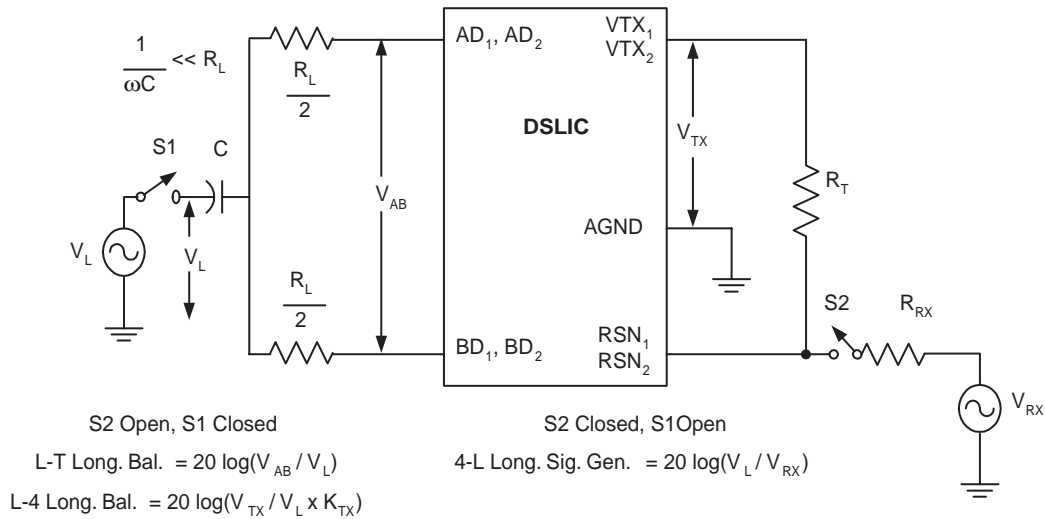 1
ωC
<< R_L
R_L
2
AD₁, AD₂
VTX₁
VTX₂
DSLIC
S1
C
V_AB
V_TX
R_T
V_L
V_L
AGND
R_L
2
S2
R_RX
BD₁, BD₂
RSN₁
RSN₂
V_RX
S2 Open, S1 Closed
S2 Closed, S1Open
L-T Long. Bal. = 20 log(V_AB / V_L)
4-L Long. Sig. Gen. = 20 log(V_L / V_RX)
L-4 Long. Bal. = 20 log(V_TX / V_L x K_TX)